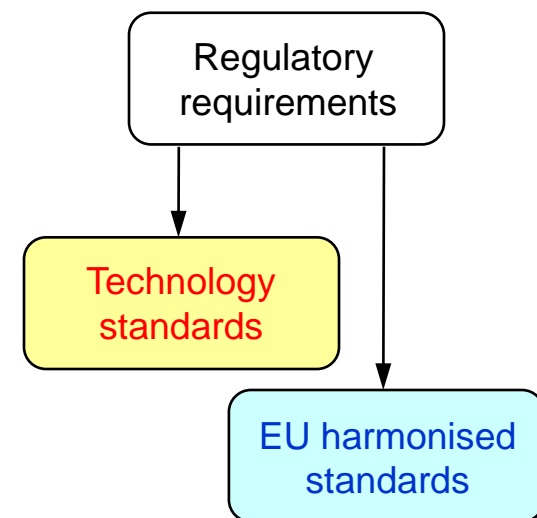 Regulatory
requirements
Technology
standards
EU harmonised
standards